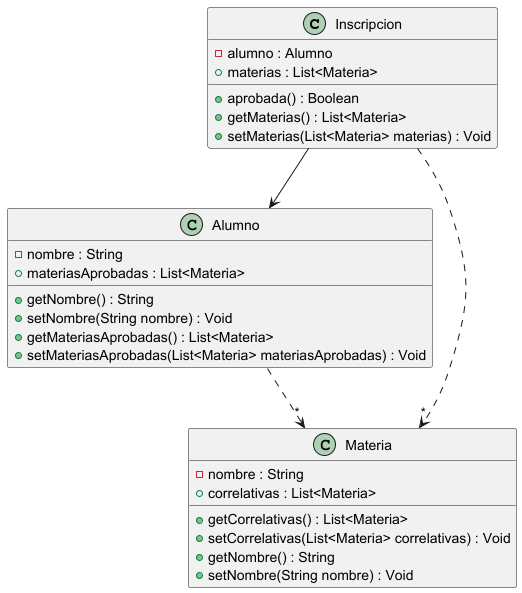 C Inscripcion
alumno : Alumno
materias : List<Materia>
aprobada() : Boolean
getMaterias() : List<Materia>
setMaterias(List<Materia> materias) : Void
C Alumno
nombre : String
materiasAprobadas : List<Materia>
getNombre() : String
setNombre(String nombre) : Void
getMateriasAprobadas() : List<Materia>
setMateriasAprobadas(List<Materia> materiasAprobadas) : Void
* *
C Materia
nombre : String
correlativas : List<Materia>
getCorrelativas() : List<Materia>
setCorrelativas(List<Materia> correlativas) : Void
getNombre() : String
setNombre(String nombre) : Void